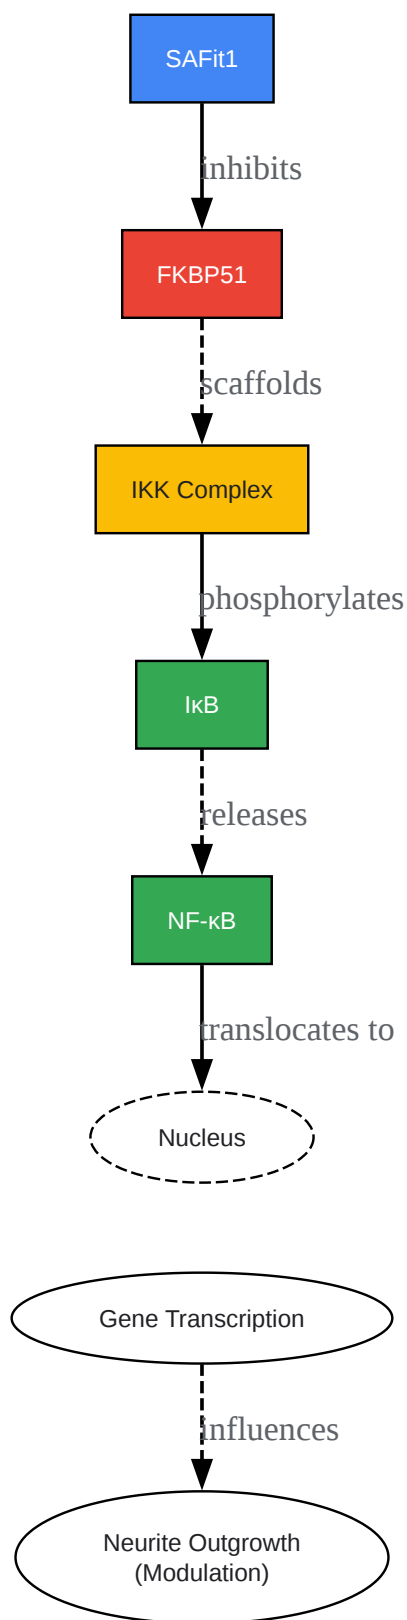 SAFit1
inhibits
FKBP51
scaffolds
IKK Complex
phosphorylates
IκB
releases
NF-κB
translocates to
Nucleus
Gene Transcription
influences
Neurite Outgrowth
(Modulation)